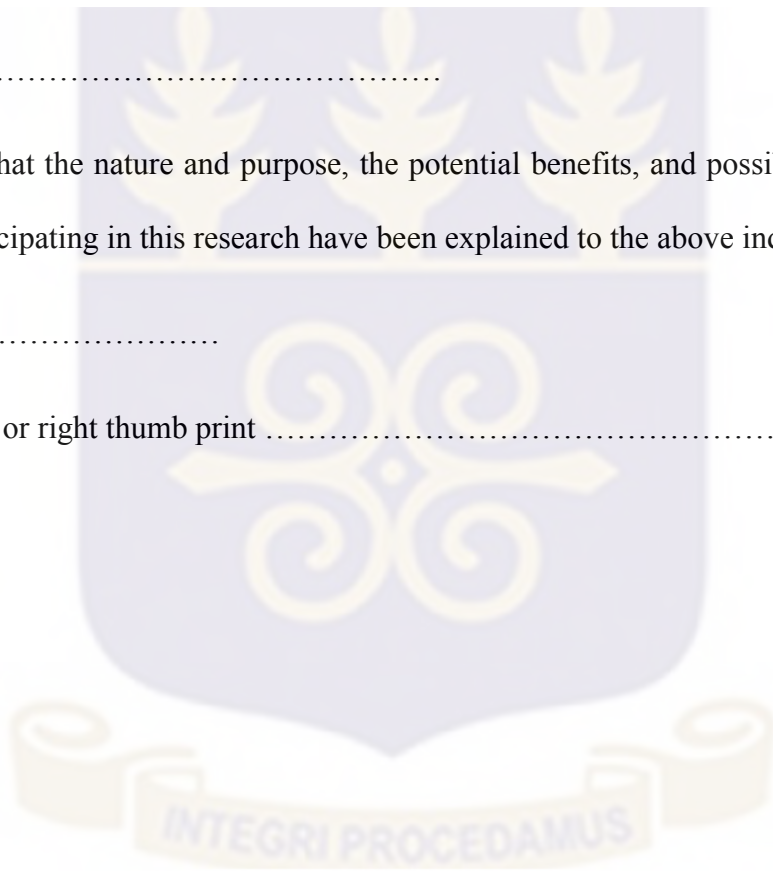 ………………………………………
hat the nature and purpose, the potential benefits, and possi
cipating in this research have been explained to the above
…………………
or right thumb print ……………………………………………
INTEGRI PROCEDAMUS